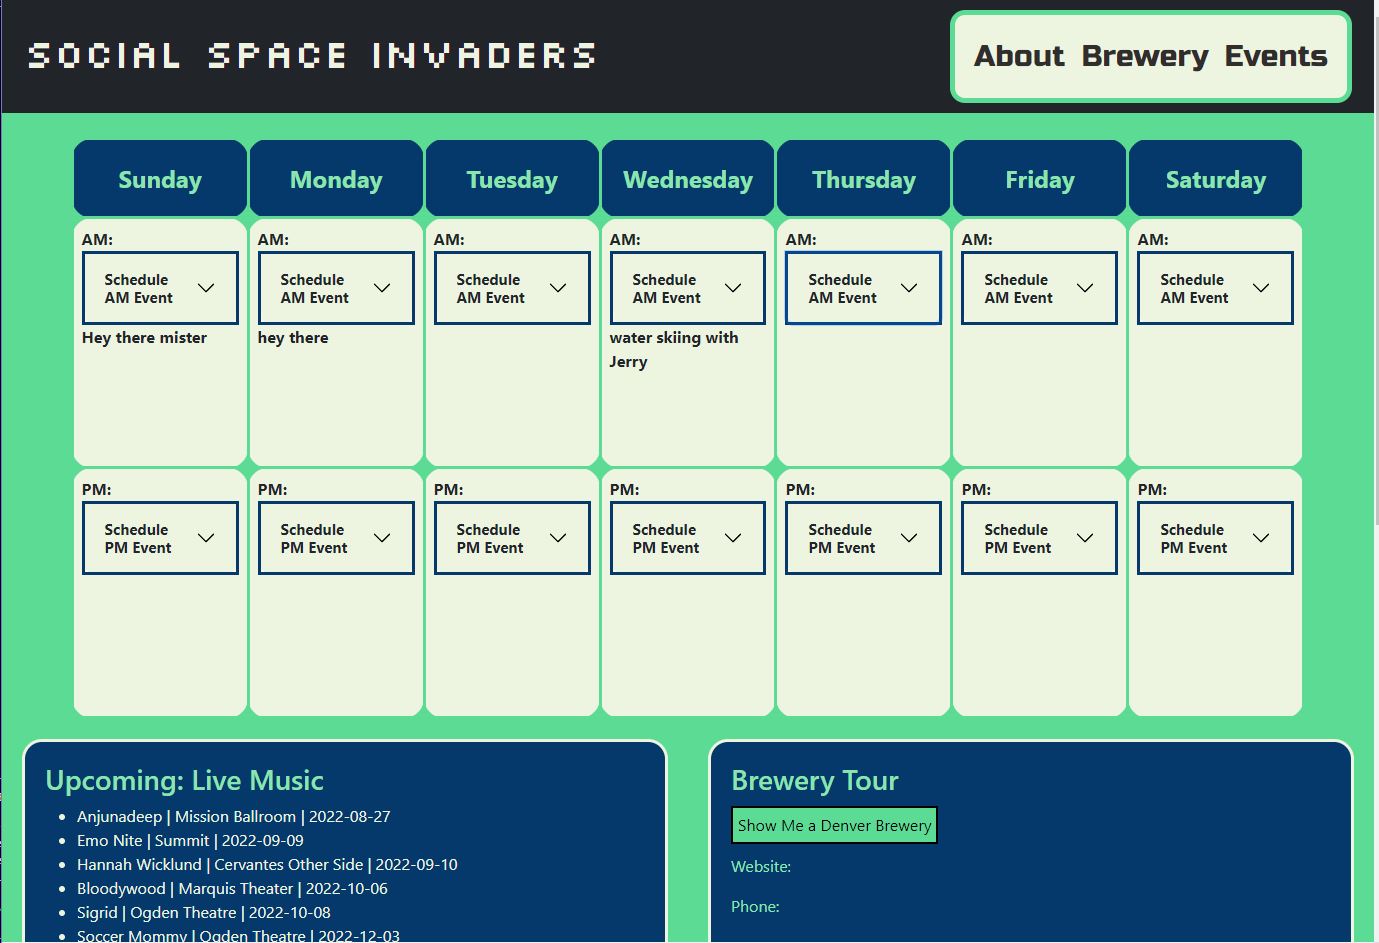 SOCIAL SPACE INVADERS
About Brewery Events
Sunday Monday Tuesday Wednesday Thursday Friday Saturday
AM: AM: AM: AM: AM: AM: AM:
Schedule Schedule Schedule Schedule Schedule Schedule Schedule
AM Event AM Event AM Event AM Event AM Event AM Event AM Event
Hey there mister hey there water skiing with
Jerry
PM: PM: PM: PM: PM: PM: PM:
Schedule Schedule Schedule Schedule Schedule Schedule Schedule
PM Event PM Event PM Event PM Event PM Event PM Event PM Event
Upcoming: Live Music
Anjunadeep | Mission Ballroom | 2022-08-27
Emo Nite | Summit | 2022-09-09
Hannah Wicklund | Cervantes Other Side | 2022-09-10
Bloodywood | Marquis Theater | 2022-10-06
Sigrid | Ogden Theatre | 2022-10-08
Soccer Mommy | Ogden Theatre | 2022-12-03
Brewery Tour
Show Me a Denver Brewery
Website:
Phone: